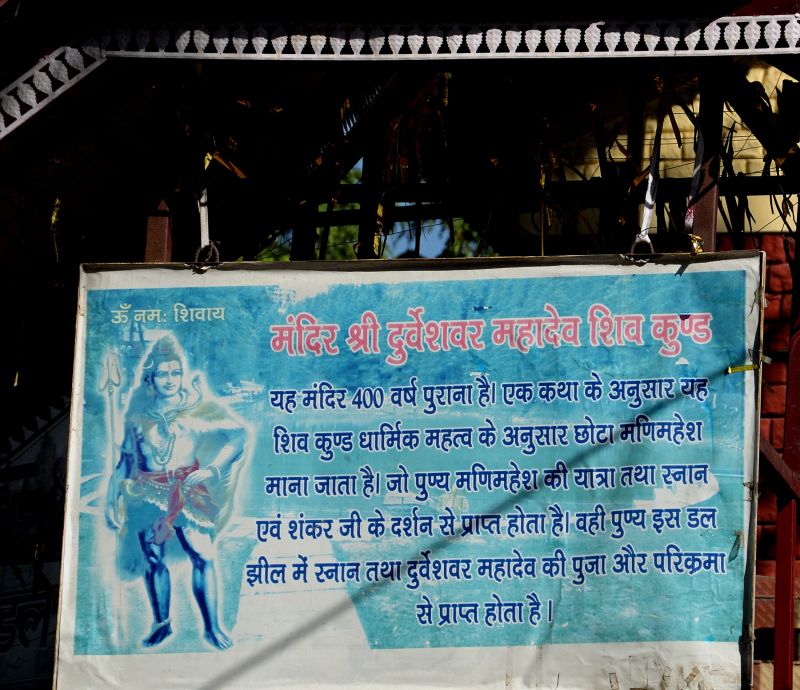 ॐ नम: शिवाय
मंदिर श्री दुर्वेशवर महादेव शिव कुण्ड
यह मंदिर 400 वर्ष पुराना है। एक कथा के अनुसार यह
शिव कुण्ड धार्मिक महत्व के अनुसार छोटा मणिमहेश
माना जाता है। जो पुण्य मणिमहेश की यात्रा तथा स्नान
एवं शंकर जी के दर्शन से प्राप्त होता है। वही पुण्य इस डल
झील में स्नान तथा दुर्वेशवर महादेव की पुजा और परिक्रमा
से प्राप्त होता है।